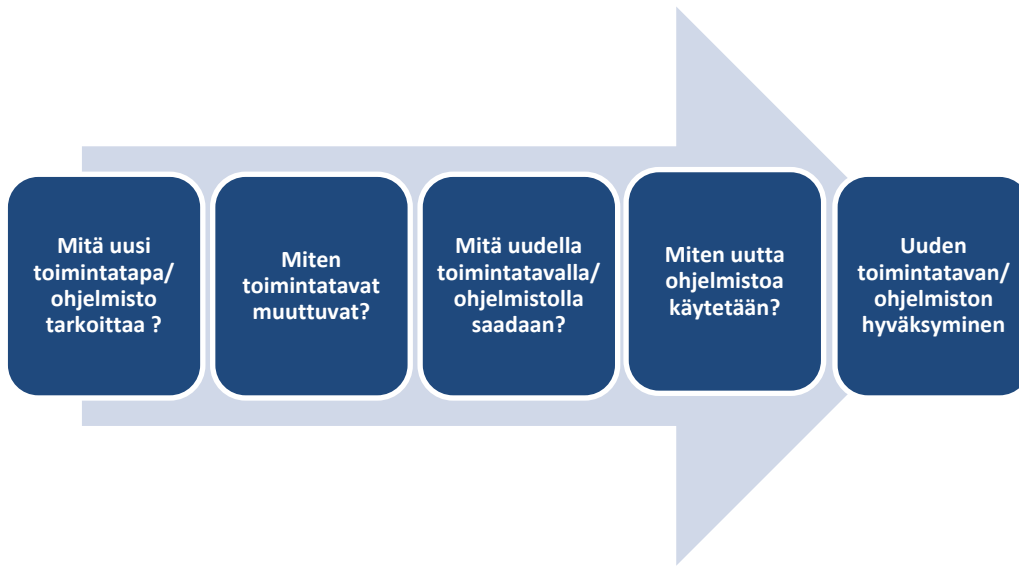 Mitä uusi
toimintatapa/
ohjelmisto
tarkoittaa ?
Miten
toimintatavat
muuttuvat?
Mitä uudella
toimintatavalla/
ohjelmistolla
saadaan?
Miten uutta
ohjelmistoa
käytetään?
Uuden
toimintatavan/
ohjelmiston
hyväksyminen